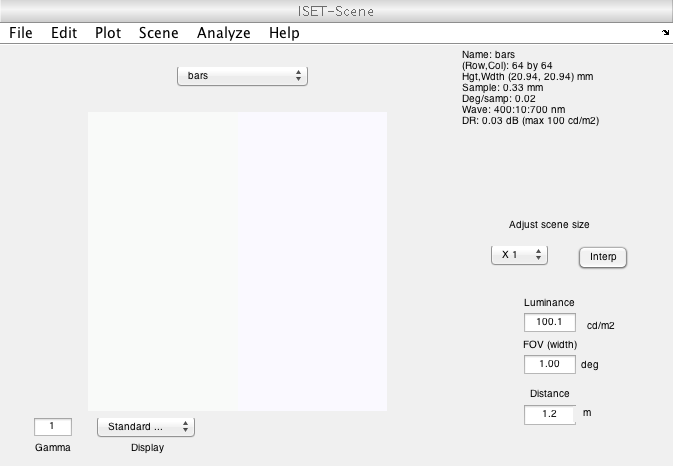 ISET-Scene
File Edit Plot Scene Analyze Help
bars
Name: bars
(Row,Col): 64 by 64
Hgt,Wdth (20.94, 20.94) mm
Sample: 0.33 mm
Deg/samp: 0.02
Wave: 400:10:700 nm
DR: 0.03 dB (max 100 cd/m2)
Adjust scene size
X 1 Interp
Luminance
100.1 cd/m2
FOV (width)
1.00 deg
Distance
1.2 m
1 Standard ...
Gamma Display